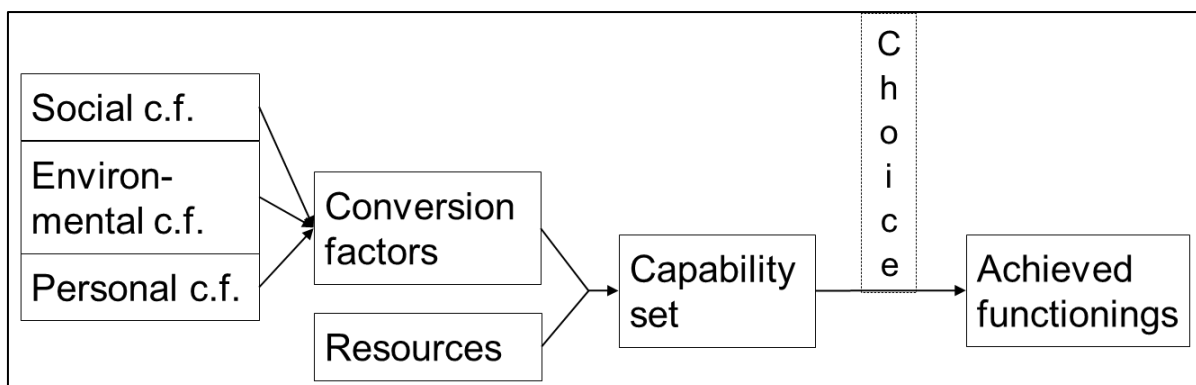 Social c.f.
Environ-
mental c.f.
Personal c.f.
Conversion
factors
Resources
Capability
set
C
h
o
i
c
e
Achieved
functionings